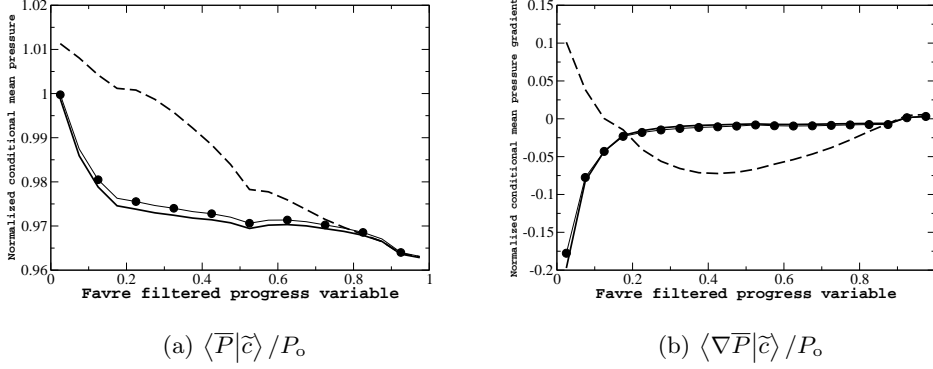 1.02
1.01
1
0.99
0.98
0.97
0.96
0 0.2 0.4 0.6 0.8 1
Normalized conditional mean pressure
Favre filtered progress variable
0.15
0.1
0.05
0
-0.05
-0.1
-0.15
-0.2
0 0.2 0.4 0.6 0.8
Normalized conditional mean pressure gradient
Favre filtered progress variable
(a) ⟨P̅|c̃⟩/Pₒ
(b) ⟨∇P̅|c̃⟩/Pₒ